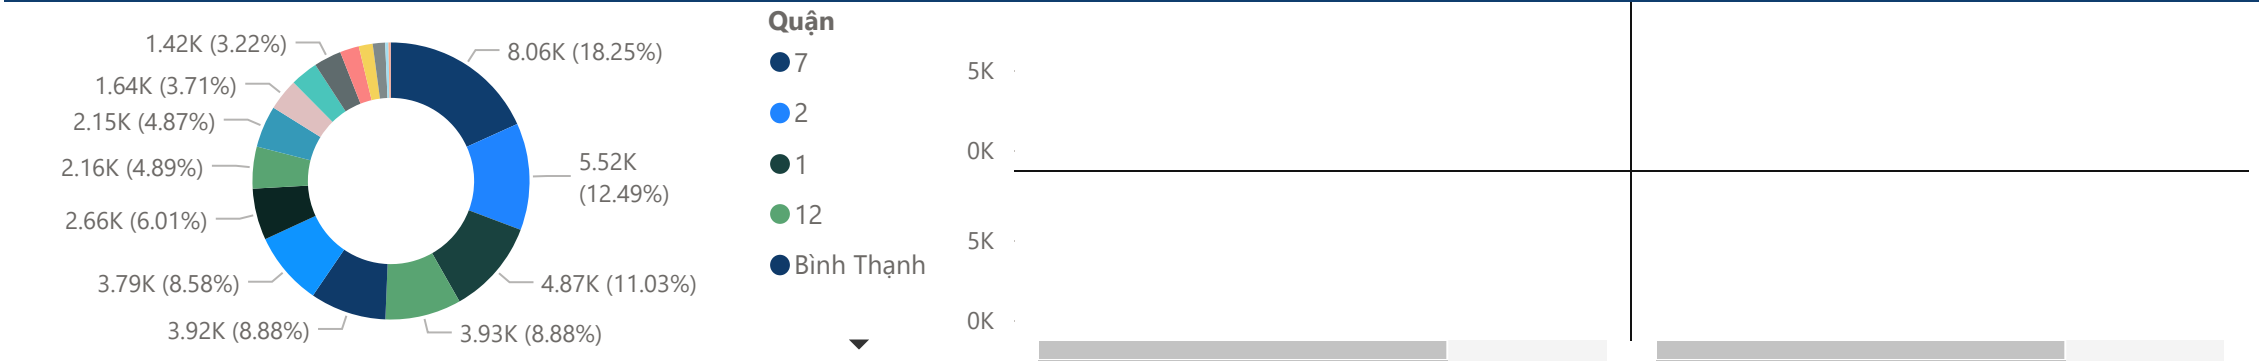 1.42K (3.22%)
1.64K (3.71%)
2.15K (4.87%)
2.16K (4.89%)
2.66K (6.01%)
3.79K (8.58%)
3.92K (8.88%)
8.06K (18.25%)
5.52K
(12.49%)
4.87K (11.03%)
3.93K (8.88%)
Quận
7
2
1
12
Bình Thạnh
5K
0K
5K
0K